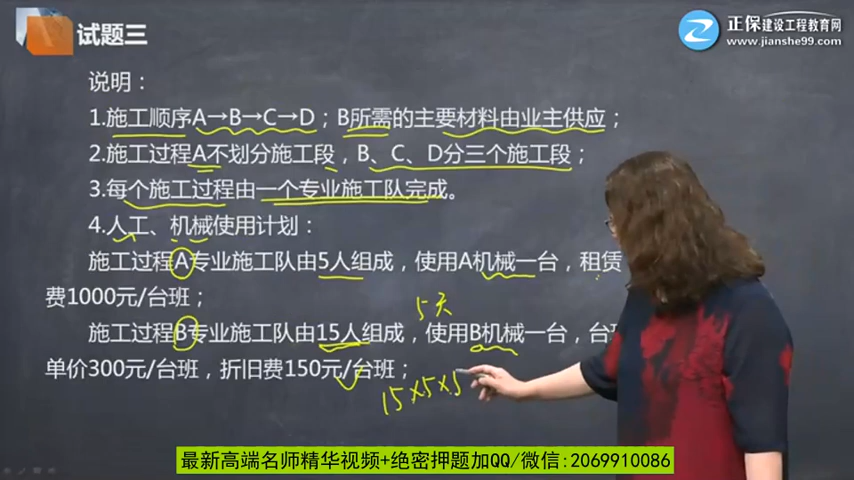 试题三
正保建设工程教育网
www.jianshe99.com
说明：
1.施工顺序A→B→C→D；B所需的主要材料由业主供应；
2.施工过程A不划分施工段，B、C、D分三个施工段；
3.每个施工过程由一个专业施工队完成。
4.人工、机械使用计划：
施工过程A专业施工队由5人组成，使用A机械一台，租赁
费1000元/台班；
5天
施工过程B专业施工队由15人组成，使用B机械一台，台
单价300元/台班，折旧费150元/台班；
15×5×5
最新高端名师精华视频+绝密押题加QQ/微信:2069910086